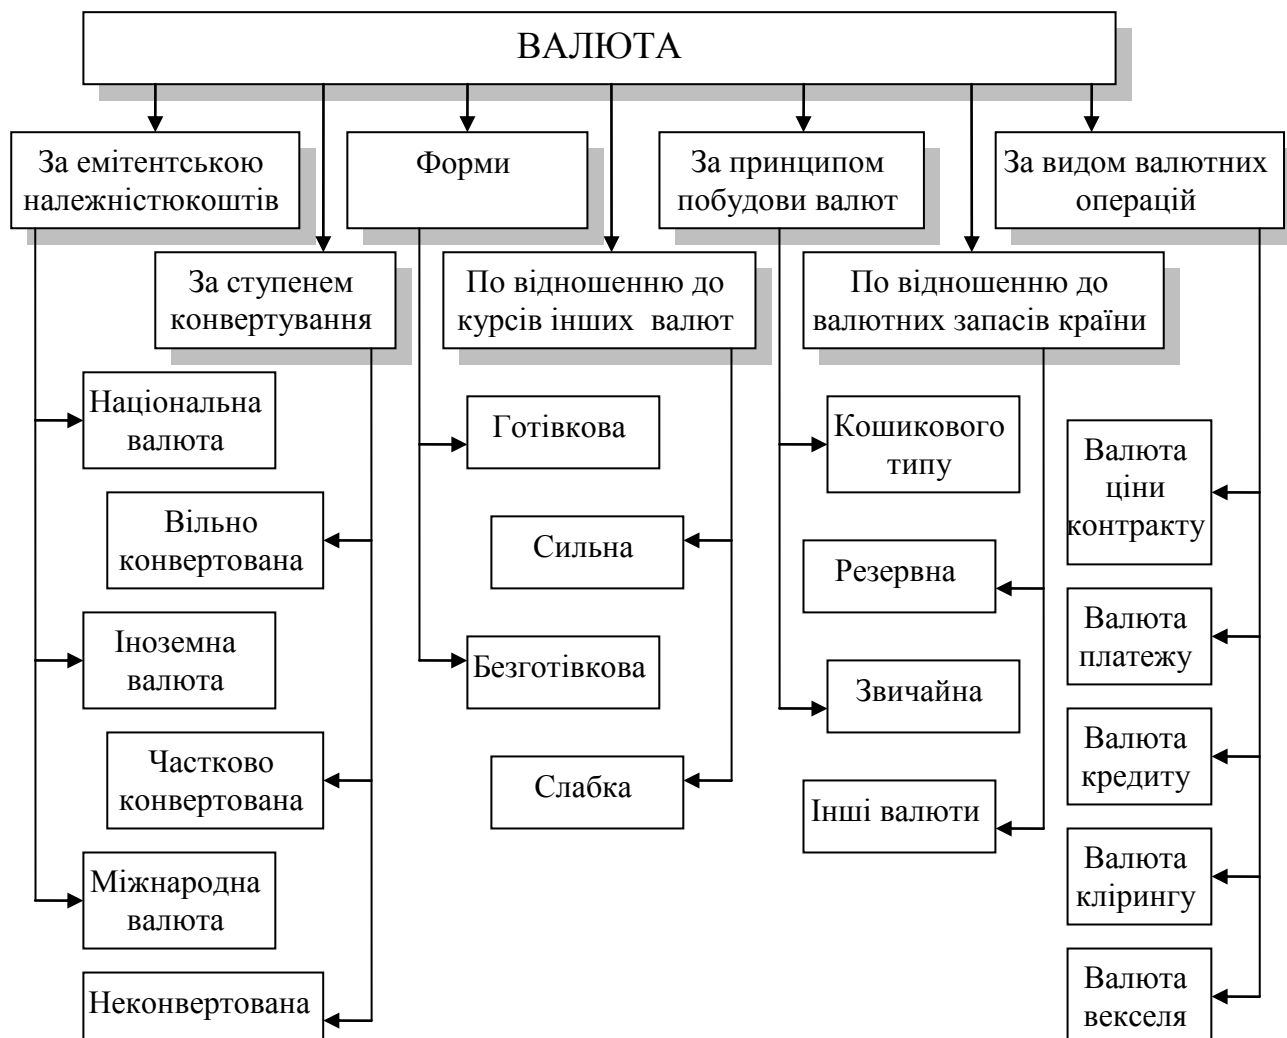 ВАЛЮТА
За емітентською
належністюкоштів
Форми
За принципом
побудови валют
За видом валютних
операцій
За ступенем
конвертування
По відношенню до
курсів інших валют
По відношенню до
валютних запасів країни
Національна
валюта
Готівкова
Кошикового
типу
Валюта
ціни
контракту
Вільно
конвертована
Сильна
Резервна
Іноземна
валюта
Безготівкова
Звичайна
Валюта
платежу
Частково
конвертована
Слабка
Інші валюти
Валюта
кредиту
Міжнародна
валюта
Валюта
клірингу
Неконвертована
Валюта
векселя